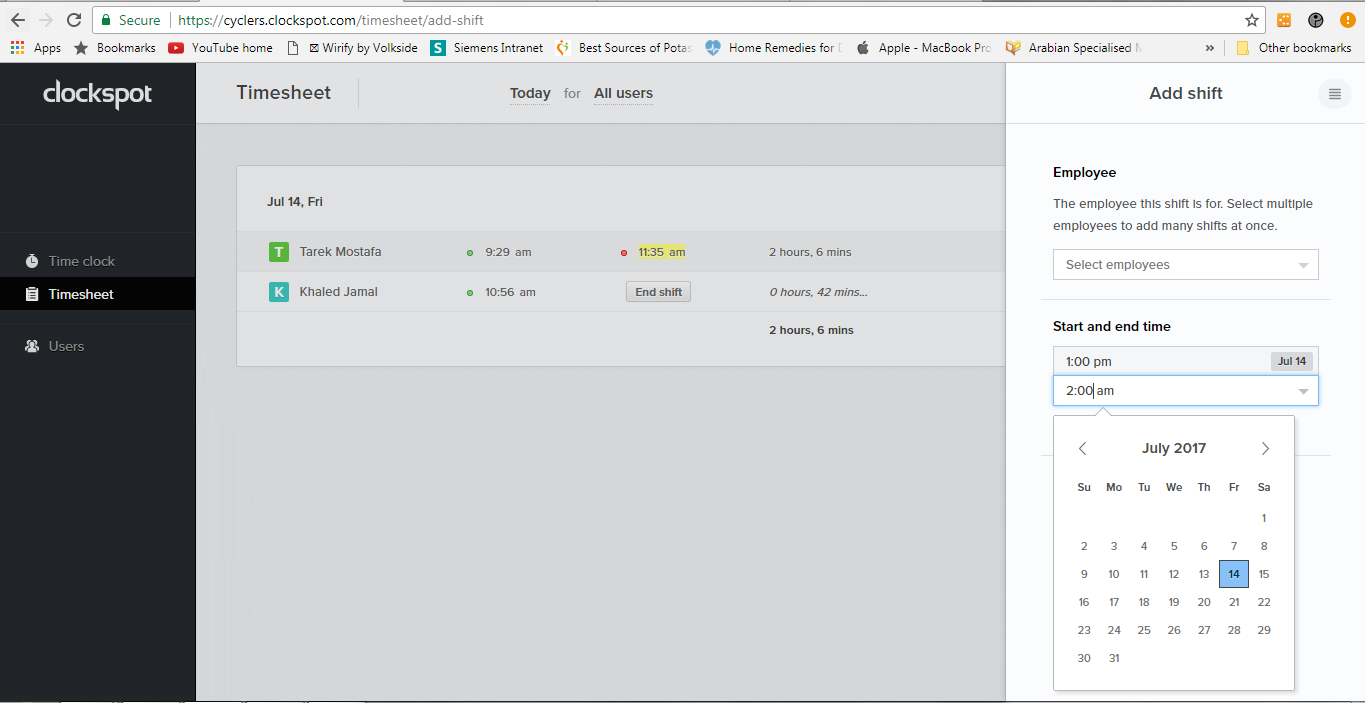 Secure https://cyclers.clockspot.com/timesheet/add-shift
Apps Bookmarks YouTube home Wirify by Volkside S Siemens Intranet Best Sources of Potas Home Remedies for Apple - MacBook Pro Arabian Specialised » Other bookmarks
clockspot
Timesheet
Today for All users
Add shift
Time clock
Timesheet
Users
Jul 14, Fri
T Tarek Mostafa 9:29 am 11:35 am 2 hours, 6 mins
K Khaled Jamal 10:56 am End shift 0 hours, 42 mins...
2 hours, 6 mins
Employee
The employee this shift is for. Select multiple
employees to add many shifts at once.
Select employees
Start and end time
1:00 pm Jul 14
2:00 am
July 2017
Su Mo Tu We Th Fr Sa
1
2 3 4 5 6 7 8
9 10 11 12 13 14 15
16 17 18 19 20 21 22
23 24 25 26 27 28 29
30 31